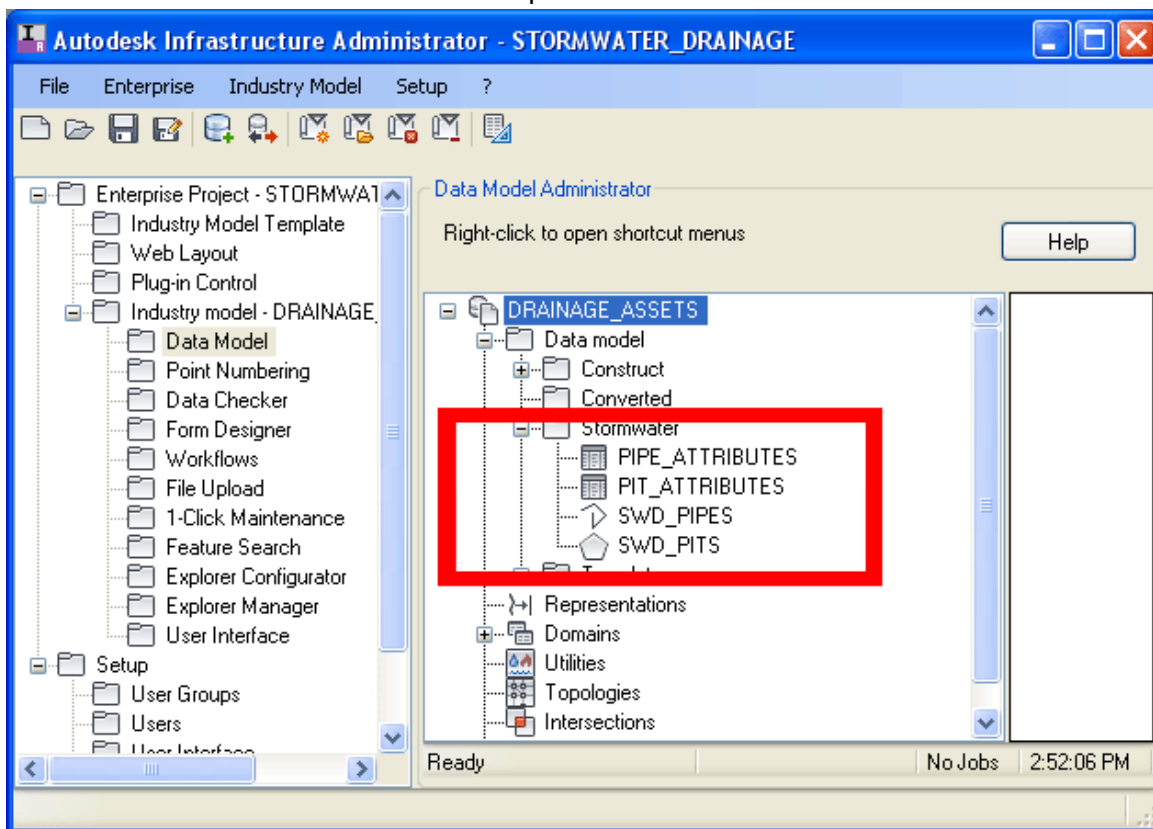 Autodesk Infrastructure Administrator - STORMWATER_DRAINAGE
File Enterprise Industry Model Setup ?
Enterprise Project - STORMWAT
Industry Model Template
Web Layout
Plug-in Control
Industry model - DRAINAGE_
Data Model
Point Numbering
Data Checker
Form Designer
Workflows
File Upload
1-Click Maintenance
Feature Search
Explorer Configurator
Explorer Manager
User Interface
Setup
User Groups
Users
User Interface
Data Model Administrator
Right-click to open shortcut menus
Help
DRAINAGE_ASSETS
Data model
Construct
Converted
Stormwater
PIPE_ATTRIBUTES
PIT_ATTRIBUTES
SWD_PIPES
SWD_PITS
Representations
Domains
Utilities
Topologies
Intersections
Ready No Jobs 2:52:06 PM